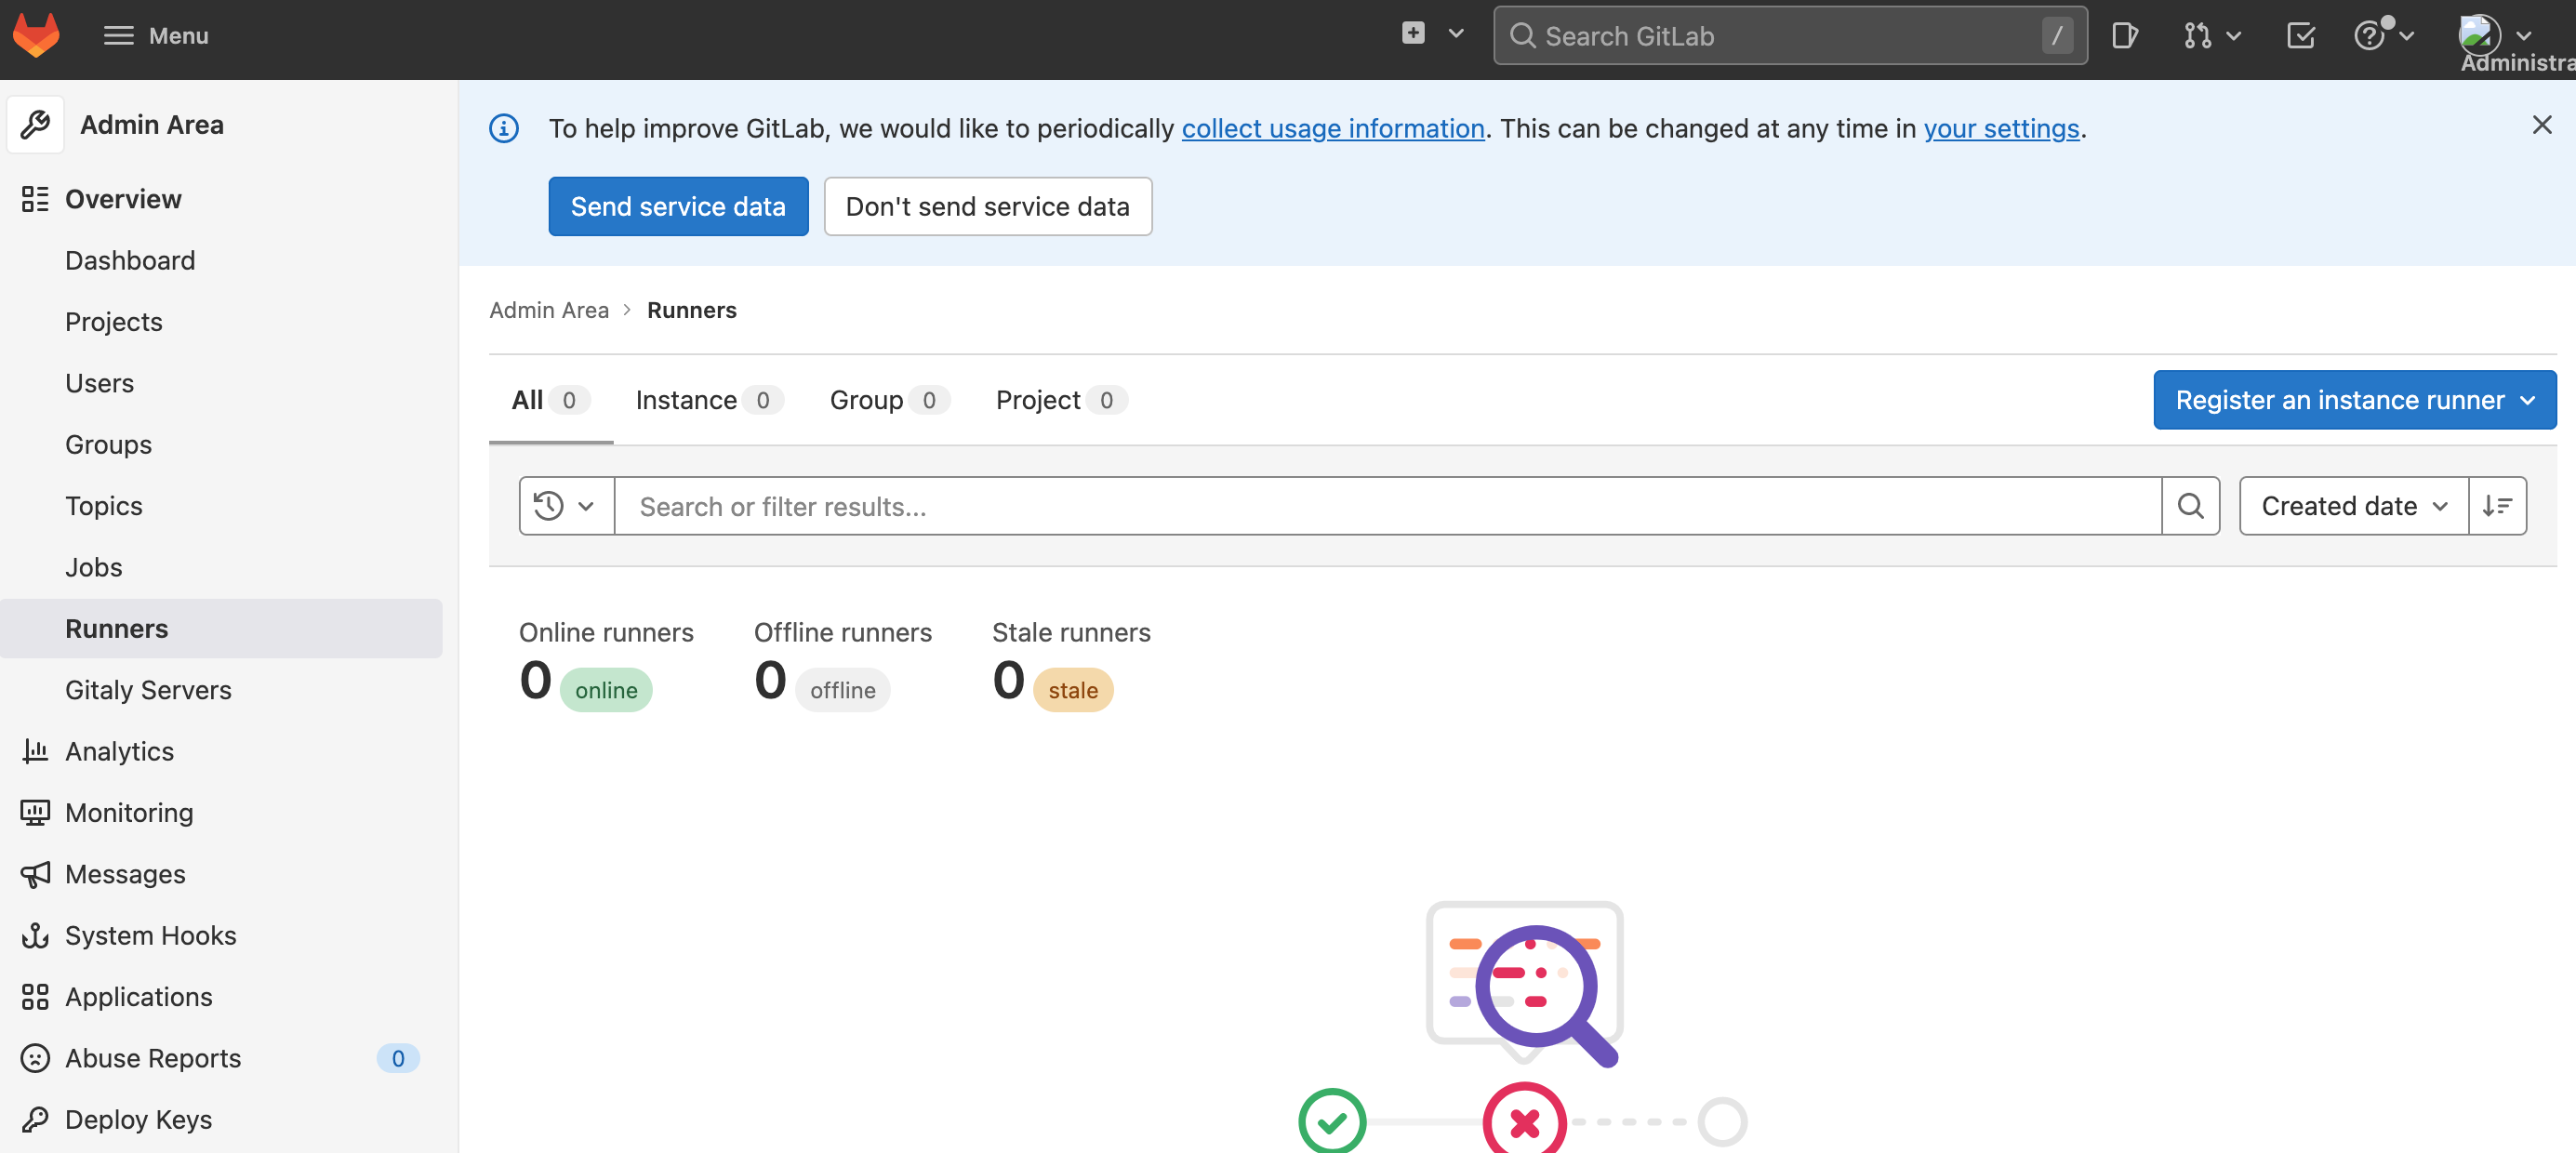 Menu
Search GitLab /
Administra
Admin Area
To help improve GitLab, we would like to periodically collect usage information. This can be changed at any time in your settings.
Send service data Don't send service data
Overview
Dashboard
Projects
Users
Groups
Topics
Jobs
Runners
Gitaly Servers
Analytics
Monitoring
Messages
System Hooks
Applications
Abuse Reports 0
Deploy Keys
Admin Area Runners
All 0 Instance 0 Group 0 Project 0
Register an instance runner
Search or filter results...
Created date
Online runners Offline runners Stale runners
0 online 0 offline 0 stale